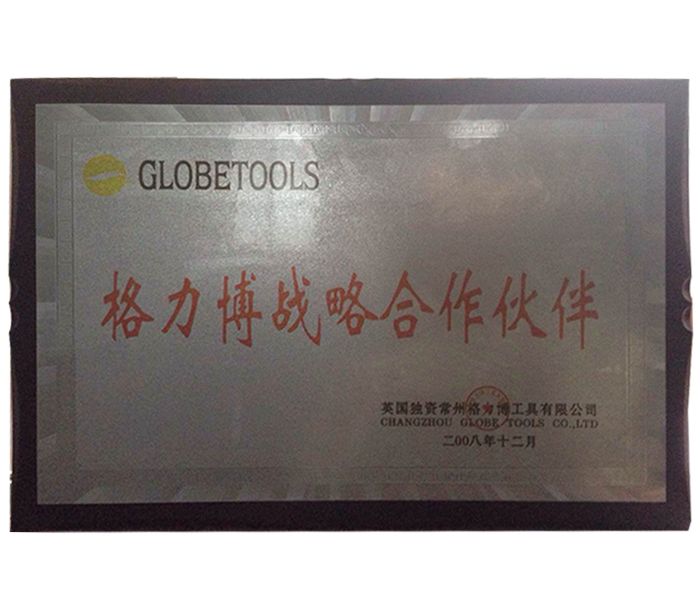 GLOBETOOLS
格力博战略合作伙伴
英国独资常州格力博工具有限公司
CHANGZHOU GLOBE TOOLS CO.,LTD
二00八年十二月